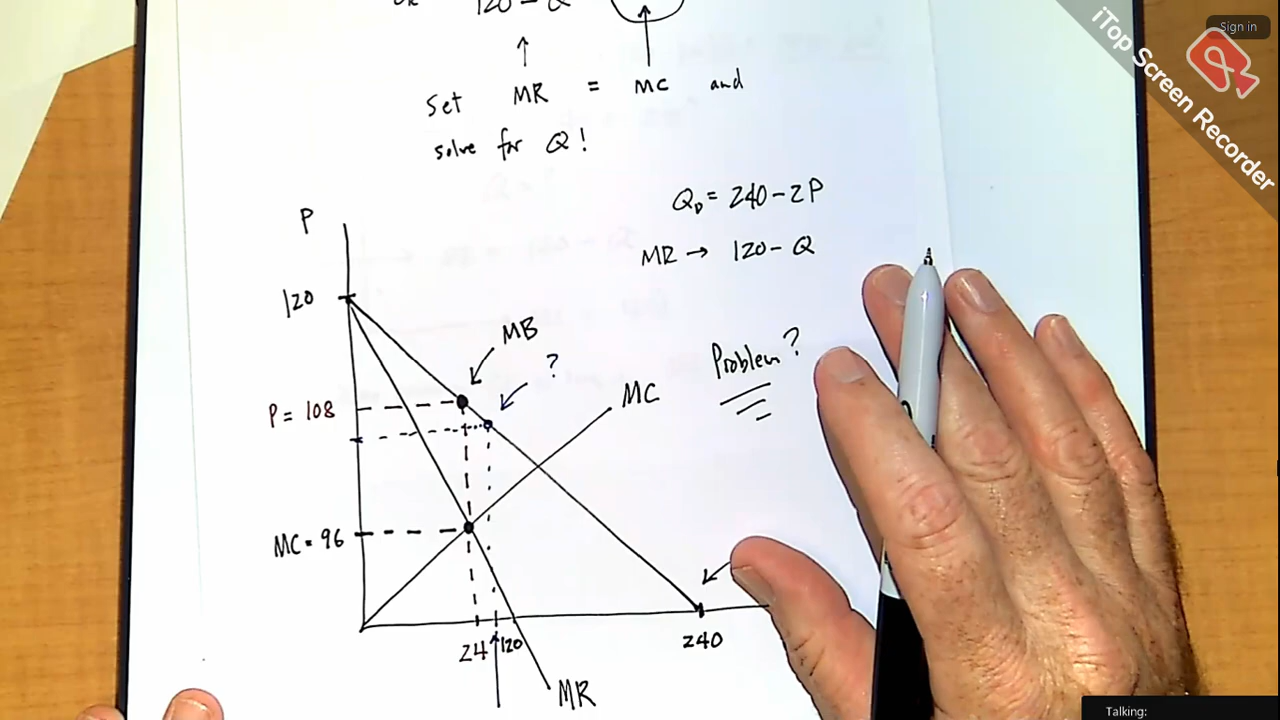 120 - Q
Set MR = MC and
solve for Q!
Q_D = 240 - 2P
MR → 120 - Q
P
120
MB
?
Problem?
MC
P = 108
MC = 96
24
120
240
MR
iTop Screen Recorder
Sign in
Talking: